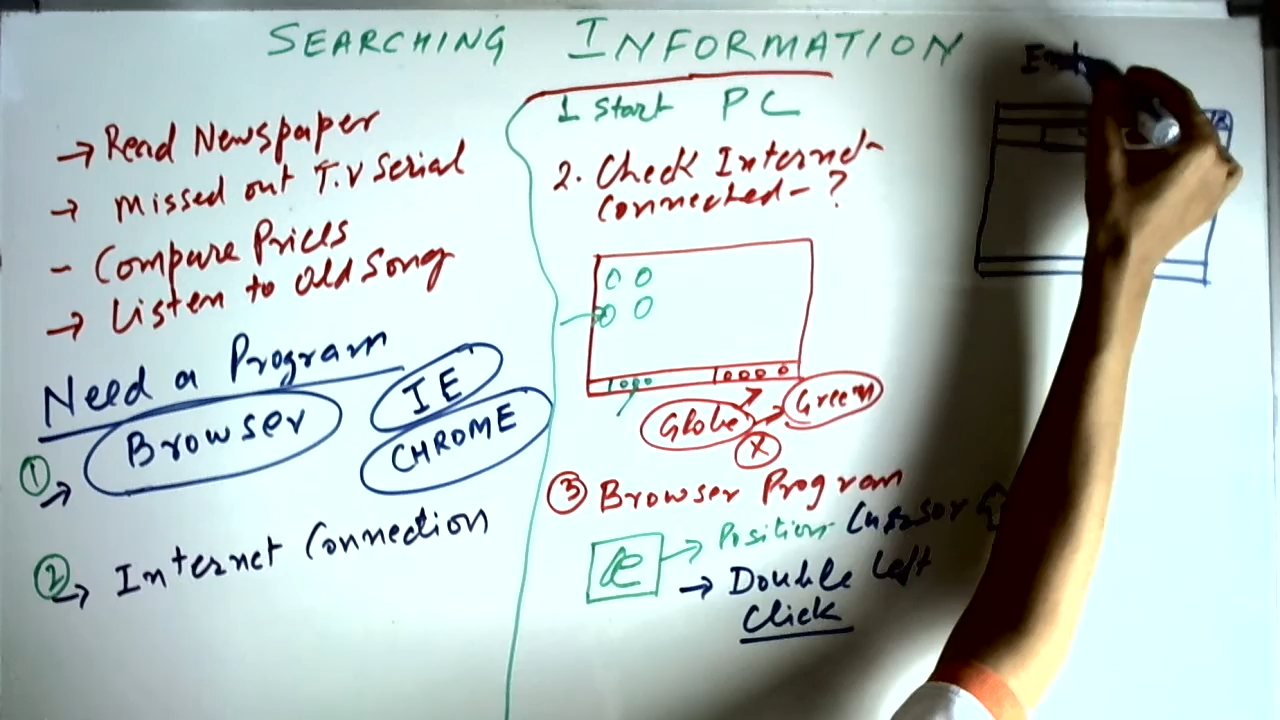 SEARCHING INFORMATION
→ Read Newspaper
→ Missed out T.V Serial
- Compare Prices
→ Listen to Old Song
Need a Program
① → Browser
IE
CHROME
② → Internet Connection
1 Start PC
2. Check Internet
Connected - ?
Globe → Green
X
③ Browser Program
e → Position Cursor
→ Double Left
Click